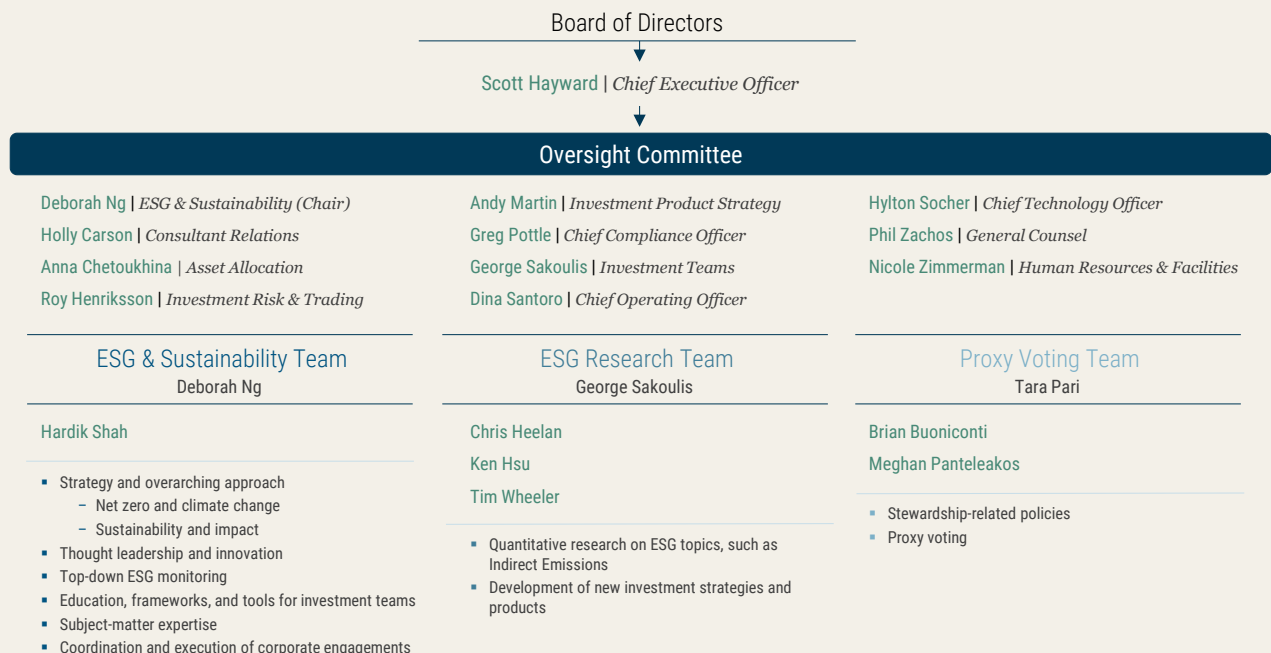 Board of Directors
Scott Hayward | Chief Executive Officer
Oversight Committee
Deborah Ng | ESG & Sustainability (Chair)
Holly Carson | Consultant Relations
Anna Chetoukhina | Asset Allocation
Roy Henriksson | Investment Risk & Trading
Andy Martin | Investment Product Strategy
Greg Pottle | Chief Compliance Officer
George Sakoulis | Investment Teams
Dina Santoro | Chief Operating Officer
Hylton Socher | Chief Technology Officer
Phil Zachos | General Counsel
Nicole Zimmerman | Human Resources & Facilities
ESG & Sustainability Team
Deborah Ng
Hardik Shah
▪ Strategy and overarching approach
– Net zero and climate change
– Sustainability and impact
▪ Thought leadership and innovation
▪ Top-down ESG monitoring
▪ Education, frameworks, and tools for investment teams
▪ Subject-matter expertise
▪ Coordination and execution of corporate engagements
ESG Research Team
George Sakoulis
Chris Heelan
Ken Hsu
Tim Wheeler
▪ Quantitative research on ESG topics, such as
Indirect Emissions
▪ Development of new investment strategies and
products
Proxy Voting Team
Tara Pari
Brian Buoniconti
Meghan Panteleakos
▪ Stewardship-related policies
▪ Proxy voting